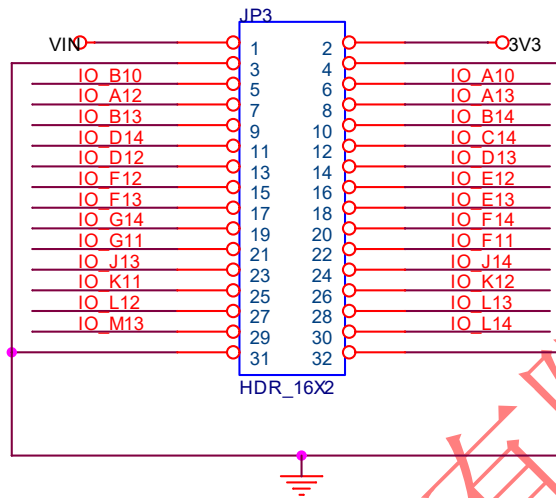 JP3
VIN 1 2 3V3
3 4
IO_B10 5 6 IO_A10
IO_A12 7 8 IO_A13
IO_B13 9 10 IO_B14
IO_D14 11 12 IO_C14
IO_D12 13 14 IO_D13
IO_F12 15 16 IO_E12
IO_F13 17 18 IO_E13
IO_G14 19 20 IO_F14
IO_G11 21 22 IO_F11
IO_J13 23 24 IO_J14
IO_K11 25 26 IO_K12
IO_L12 27 28 IO_L13
IO_M13 29 30 IO_L14
31 32
HDR_16X2